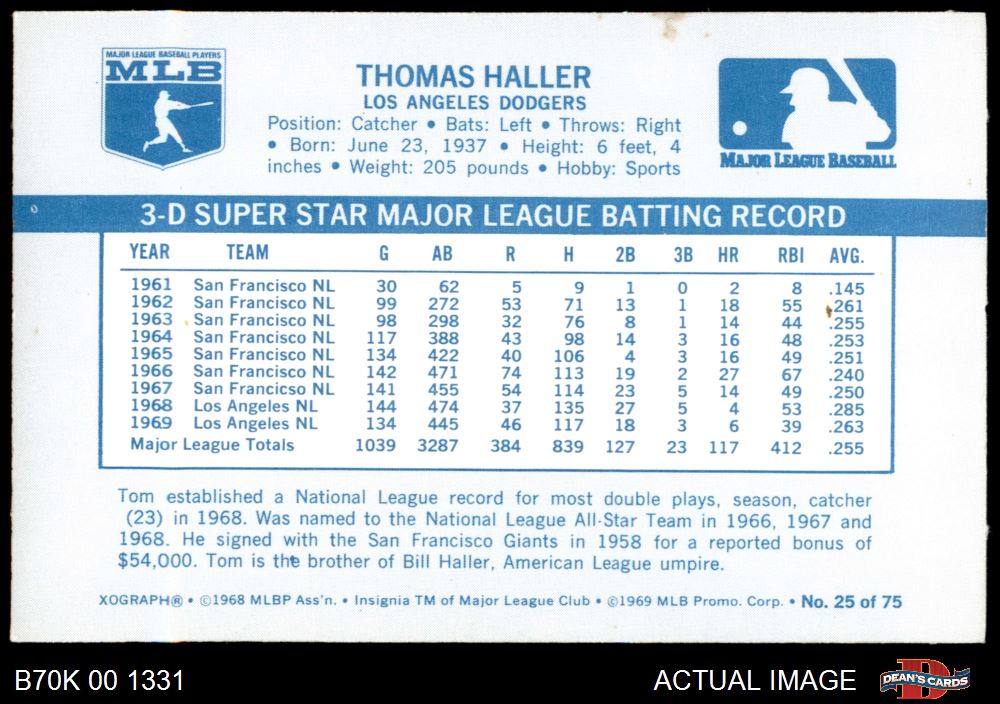 MAJOR LEAGUE BASEBALL PLAYERS
MLB
THOMAS HALLER
LOS ANGELES DODGERS
Position: Catcher • Bats: Left • Throws: Right
• Born: June 23, 1937 • Height: 6 feet, 4
inches • Weight: 205 pounds • Hobby: Sports
MAJOR LEAGUE BASEBALL
3-D SUPER STAR MAJOR LEAGUE BATTING RECORD
YEAR TEAM G AB R H 2B 3B HR RBI AVG.
1961 San Francisco NL 30 62 5 9 1 0 2 8 .145
1962 San Francisco NL 99 272 53 71 13 1 18 55 .261
1963 San Francisco NL 98 298 32 76 8 1 14 44 .255
1964 San Francisco NL 117 388 43 98 14 3 16 48 .253
1965 San Francisco NL 134 422 40 106 4 3 16 49 .251
1966 San Francisco NL 142 471 74 113 19 2 27 67 .240
1967 San Francicso NL 141 455 54 114 23 5 14 49 .250
1968 Los Angeles NL 144 474 37 135 27 5 4 53 .285
1969 Los Angeles NL 134 445 46 117 18 3 6 39 .263
Major League Totals 1039 3287 384 839 127 23 117 412 .255
Tom established a National League record for most double plays, season, catcher
(23) in 1968. Was named to the National League All-Star Team in 1966, 1967 and
1968. He signed with the San Francisco Giants in 1958 for a reported bonus of
$54,000. Tom is the brother of Bill Haller, American League umpire.
XOGRAPH® • ©1968 MLBP Ass'n. • Insignia TM of Major League Club • ©1969 MLB Promo. Corp. • No. 25 of 75
B70K 00 1331
ACTUAL IMAGE
D
DEAN'S CARDS